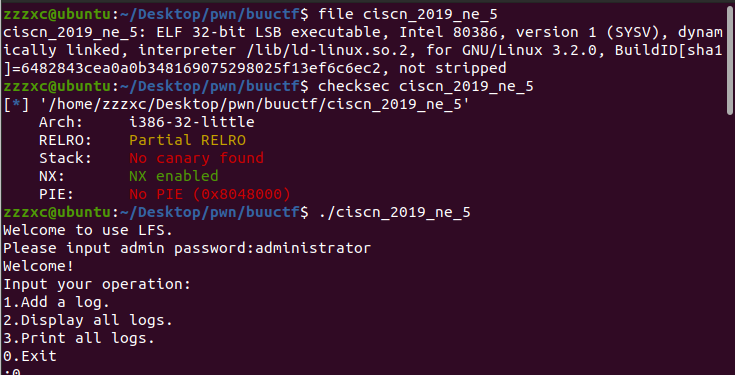 zzzxc@ubuntu:~/Desktop/pwn/buuctf$ file ciscn_2019_ne_5
ciscn_2019_ne_5: ELF 32-bit LSB executable, Intel 80386, version 1 (SYSV), dynam
ically linked, interpreter /lib/ld-linux.so.2, for GNU/Linux 3.2.0, BuildID[sha1
]=6482843cea0a0b348169075298025f13ef6c6ec2, not stripped
zzzxc@ubuntu:~/Desktop/pwn/buuctf$ checksec ciscn_2019_ne_5
[*] '/home/zzzxc/Desktop/pwn/buuctf/ciscn_2019_ne_5'
    Arch:     i386-32-little
    RELRO:    Partial RELRO
    Stack:    No canary found
    NX:       NX enabled
    PIE:      No PIE (0x8048000)
zzzxc@ubuntu:~/Desktop/pwn/buuctf$ ./ciscn_2019_ne_5
Welcome to use LFS.
Please input admin password:administrator
Welcome!
Input your operation:
1.Add a log.
2.Display all logs.
3.Print all logs.
0.Exit
:0